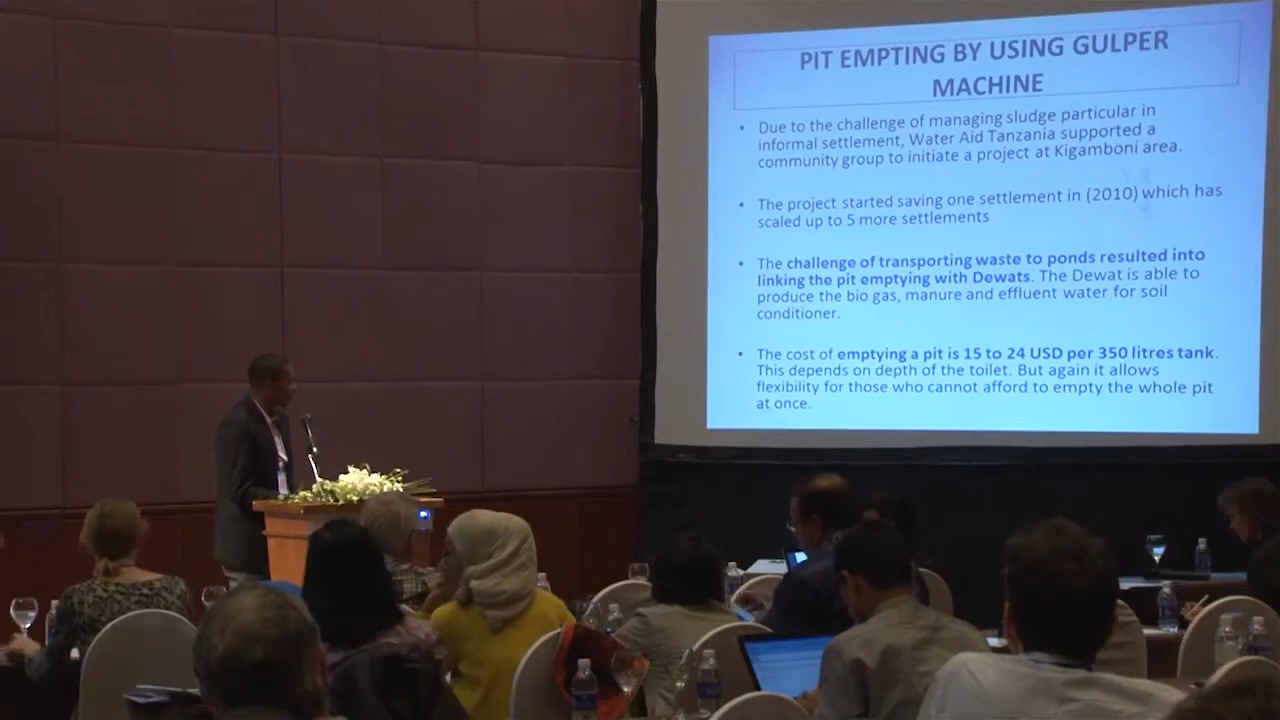 PIT EMPTING BY USING GULPER
MACHINE
• Due to the challenge of managing sludge particular in
informal settlement, Water Aid Tanzania supported a
community group to initiate a project at Kigamboni area.
• The project started saving one settlement in (2010) which has
scaled up to 5 more settlements
• The challenge of transporting waste to ponds resulted into
linking the pit emptying with Dewats. The Dewat is able to
produce the bio gas, manure and effluent water for soil
conditioner.
• The cost of emptying a pit is 15 to 24 USD per 350 litres tank.
This depends on depth of the toilet. But again it allows
flexibility for those who cannot afford to empty the whole pit
at once.